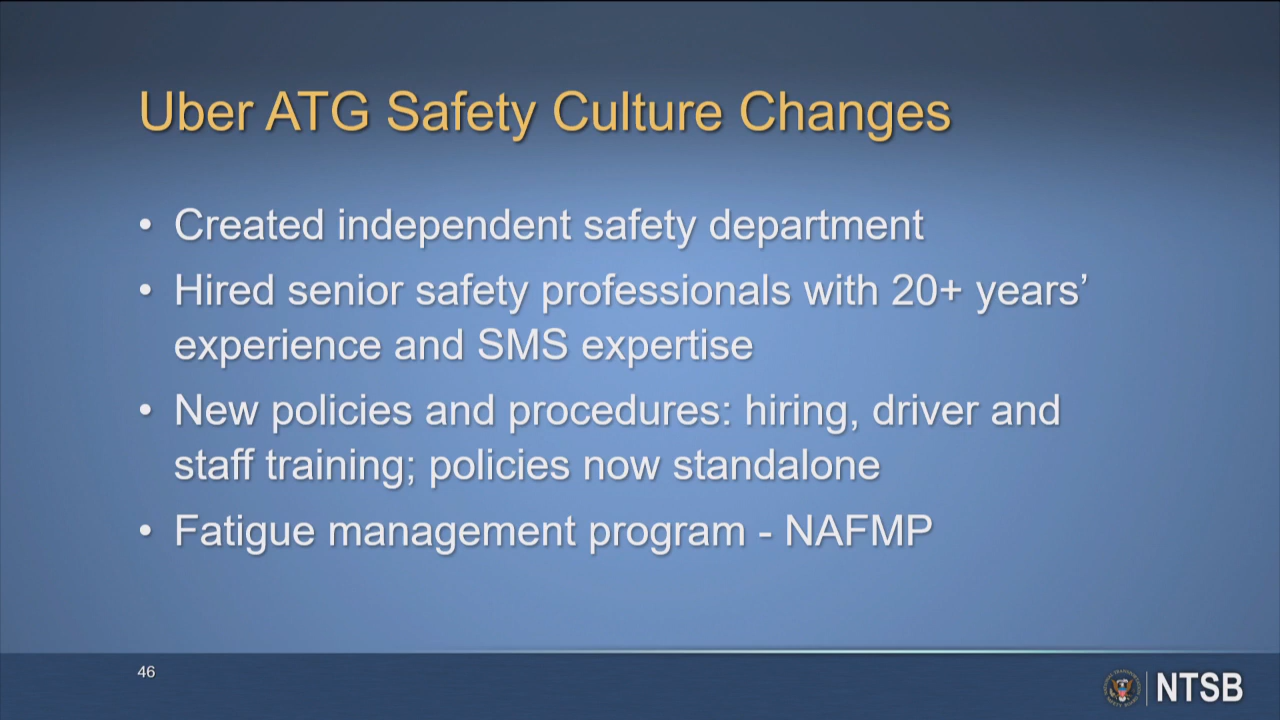 Uber ATG Safety Culture Changes
• Created independent safety department
• Hired senior safety professionals with 20+ years’
experience and SMS expertise
• New policies and procedures: hiring, driver and
staff training; policies now standalone
• Fatigue management program - NAFMP
46
NTSB